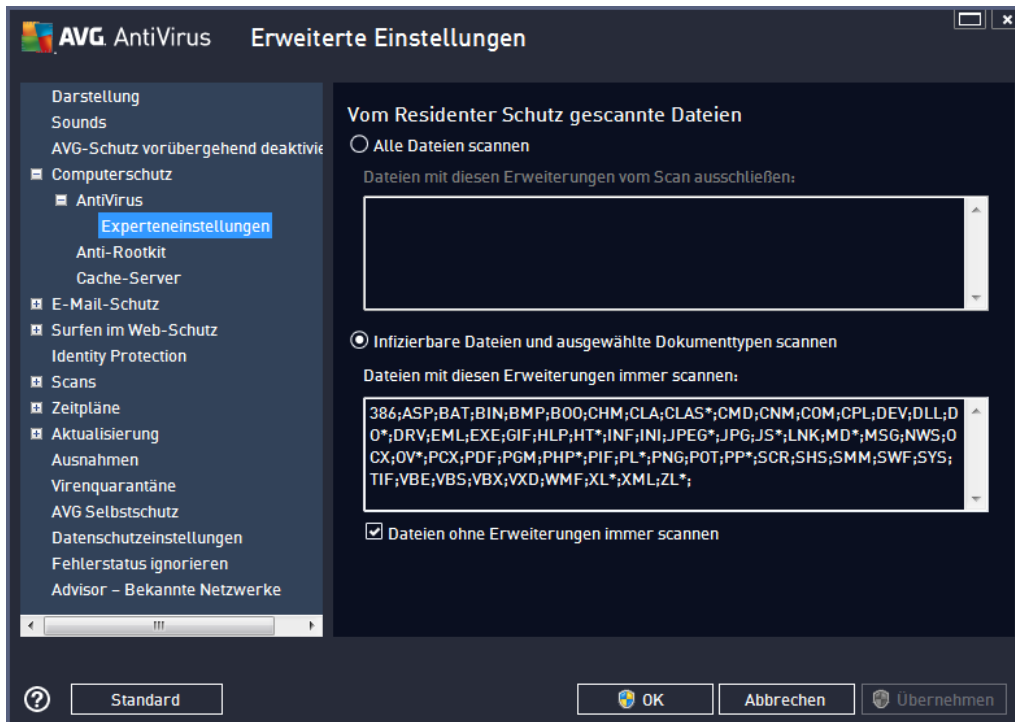 AVG AntiVirus Erweiterte Einstellungen
Darstellung
Sounds
AVG-Schutz vorübergehend deaktivie
Computerschutz
AntiVirus
Experteneinstellungen
Anti-Rootkit
Cache-Server
E-Mail-Schutz
Surfen im Web-Schutz
Identity Protection
Scans
Zeitpläne
Aktualisierung
Ausnahmen
Virenquarantäne
AVG Selbstschutz
Datenschutzeinstellungen
Fehlerstatus ignorieren
Advisor – Bekannte Netzwerke
Vom Residenter Schutz gescannte Dateien
Alle Dateien scannen
Dateien mit diesen Erweiterungen vom Scan ausschließen:
Infizierbare Dateien und ausgewählte Dokumenttypen scannen
Dateien mit diesen Erweiterungen immer scannen:
386;ASP;BAT;BIN;BMP;BOO;CHM;CLA;CLAS*;CMD;CNM;COM;CPL;DEV;DLL;D
O*;DRV;EML;EXE;GIF;HLP;HT*;INF;INI;JPEG*;JPG;JS*;LNK;MD*;MSG;NWS;O
CX;OV*;PCX;PDF;PGM;PHP*;PIF;PL*;PNG;POT;PP*;SCR;SHS;SMM;SWF;SYS;
TIF;VBE;VBS;VBX;VXD;WMF;XL*;XML;ZL*;
Dateien ohne Erweiterungen immer scannen
Standard
OK
Abbrechen
Übernehmen